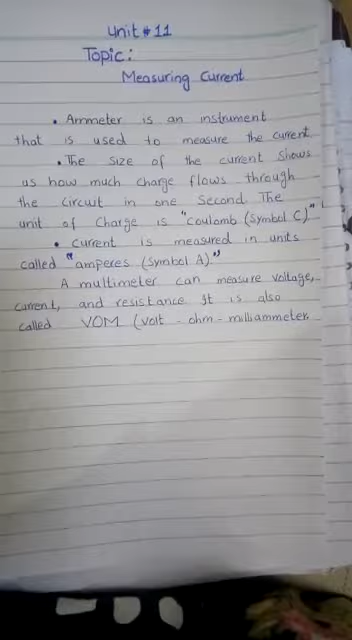 Unit # 11
Topic:
Measuring Current
• Ammeter is an instrument
that is used to measure the current.
• The size of the current shows
us how much charge flows through
the circuit in one second The
unit of charge is "coulomb (symbol C)"
• Current is measured in units
called "amperes (symbol A)."
A multimeter can measure voltage,
current, and resistance It is also
called VOM (volt - ohm - milliammeter.